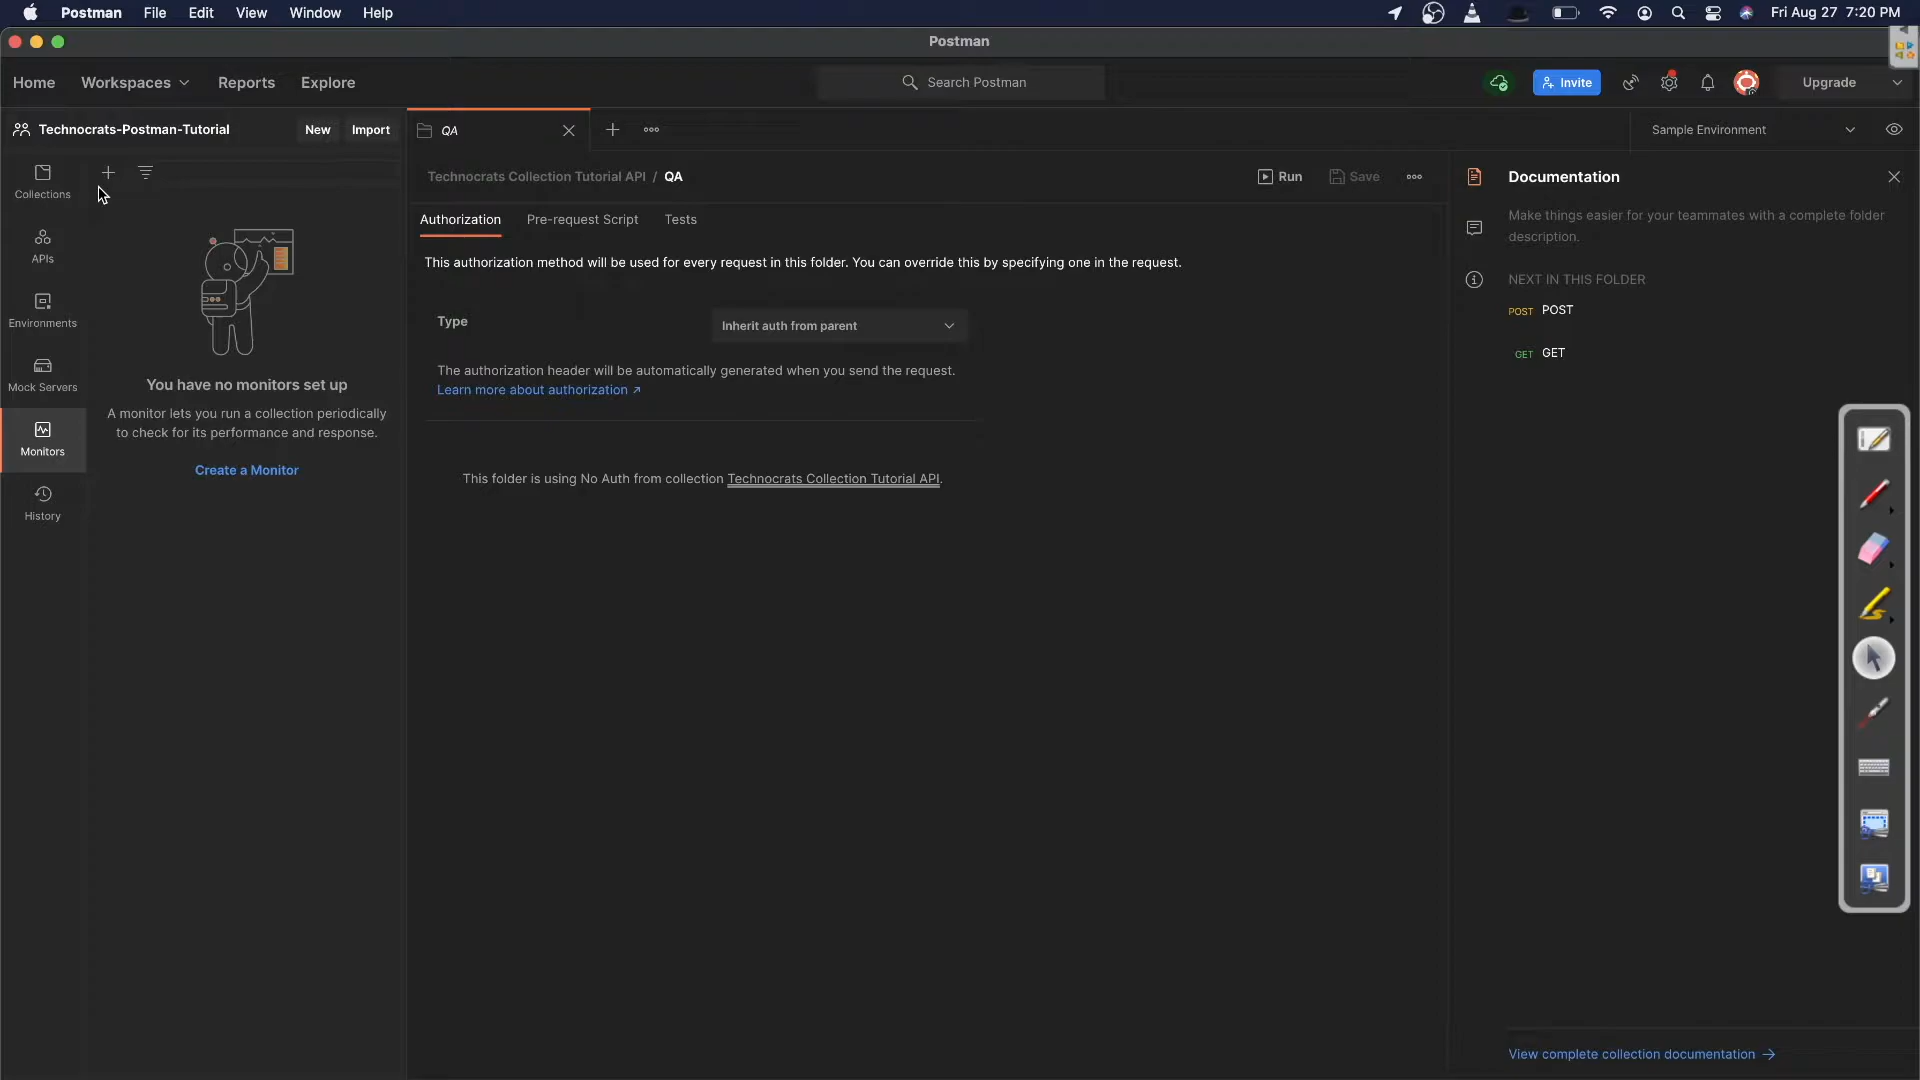 Postman File Edit View Window Help Fri Aug 27 7:20 PM
Postman
Home Workspaces Reports Explore Search Postman Invite Upgrade
Technocrats-Postman-Tutorial New Import QA Sample Environment
Technocrats Collection Tutorial API / QA Run Save
Collections
APIs
Environments
Mock Servers
Monitors
History
You have no monitors set up
A monitor lets you run a collection periodically
to check for its performance and response.
Create a Monitor
Authorization Pre-request Script Tests
This authorization method will be used for every request in this folder. You can override this by specifying one in the request.
Type Inherit auth from parent
The authorization header will be automatically generated when you send the request.
Learn more about authorization ↗
This folder is using No Auth from collection Technocrats Collection Tutorial API.
Documentation
Make things easier for your teammates with a complete folder
description.
NEXT IN THIS FOLDER
POST POST
GET GET
View complete collection documentation →